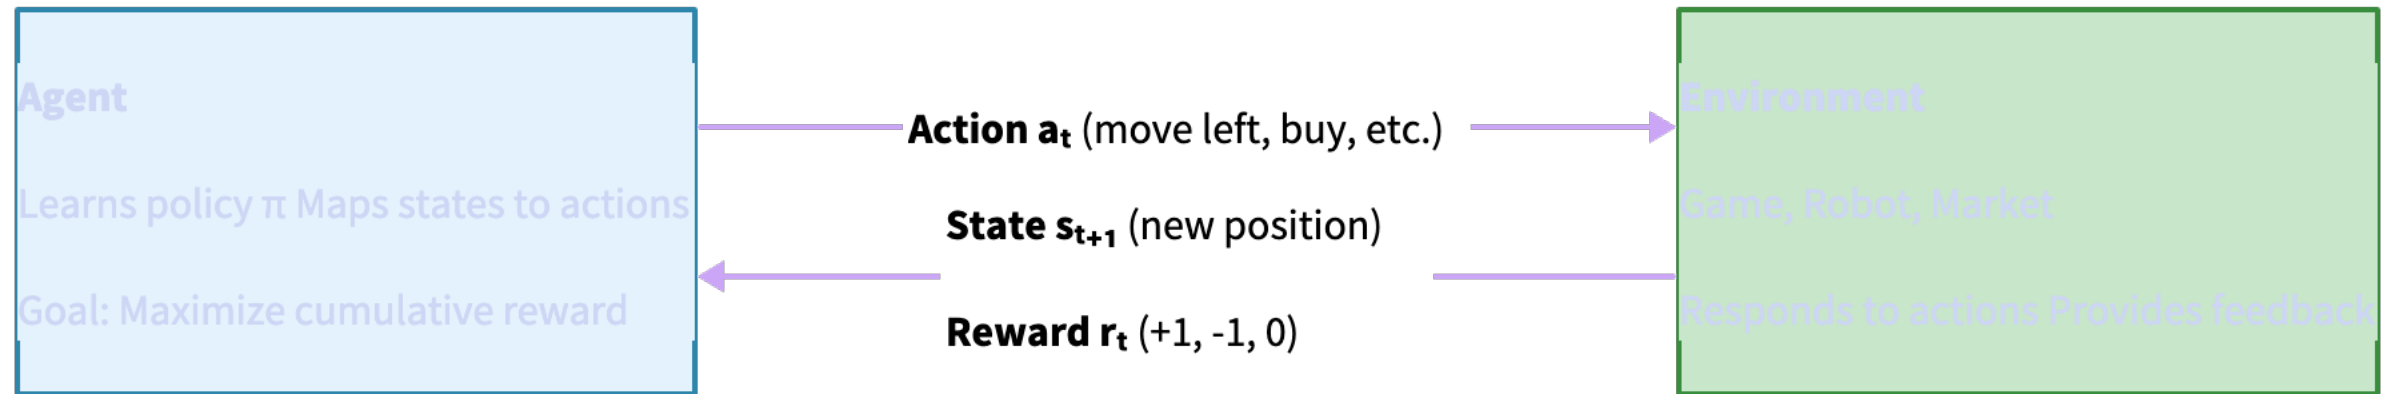 Agent
Learns policy π Maps states to actions
Goal: Maximize cumulative reward
Action aₜ (move left, buy, etc.)
State sₜ₊₁ (new position)
Reward rₜ (+1, -1, 0)
Environment
Game, Robot, Market
Responds to actions Provides feedback